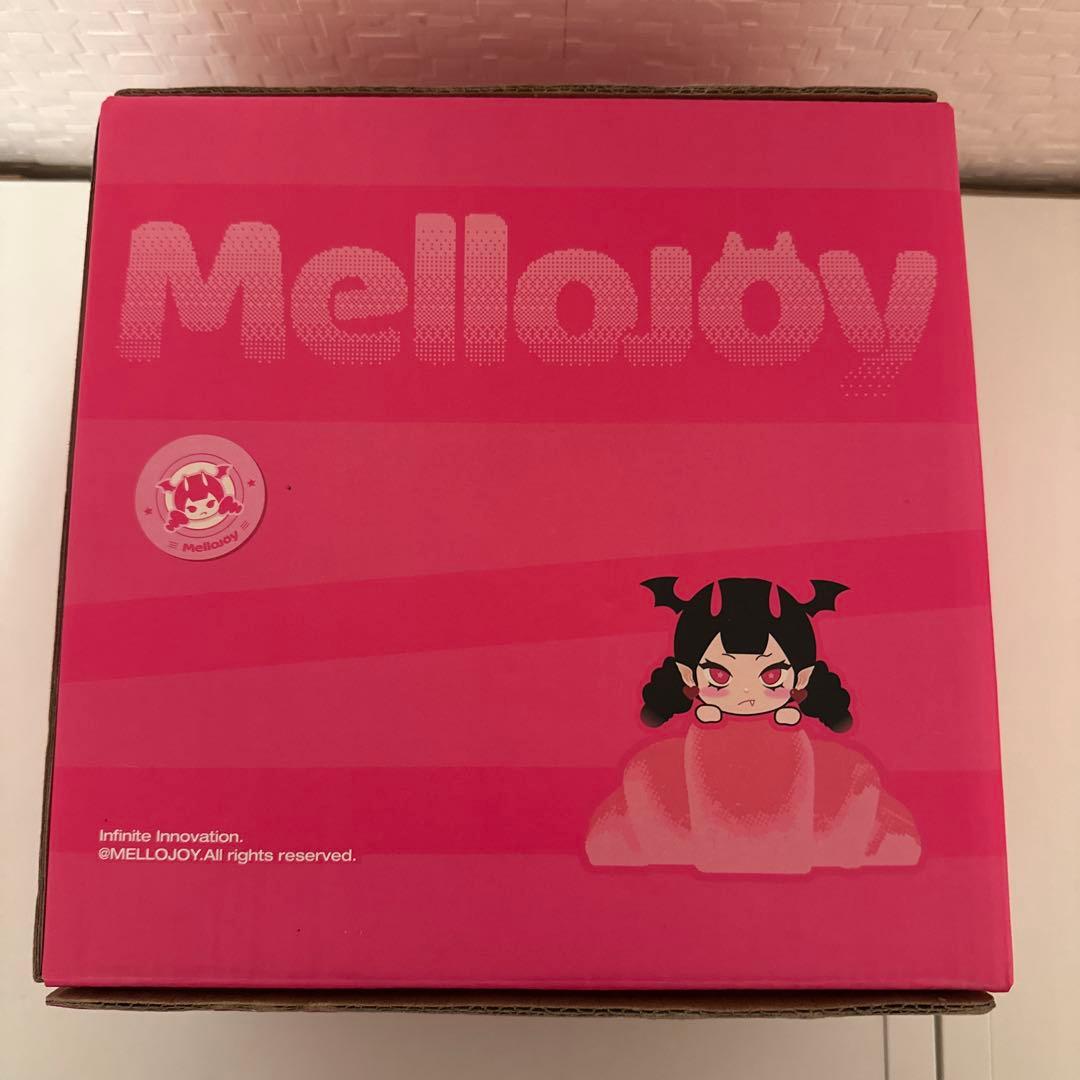 Mellojoy
Mellojoy
Infinite Innovation.
@MELLOJOY.All rights reserved.